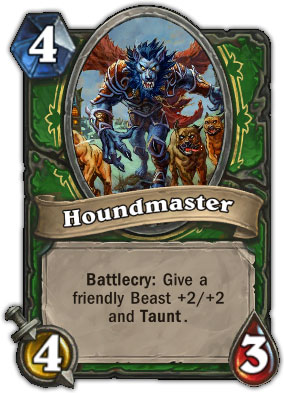 4
Houndmaster
Battlecry: Give a
friendly Beast +2/+2
and Taunt.
4
3